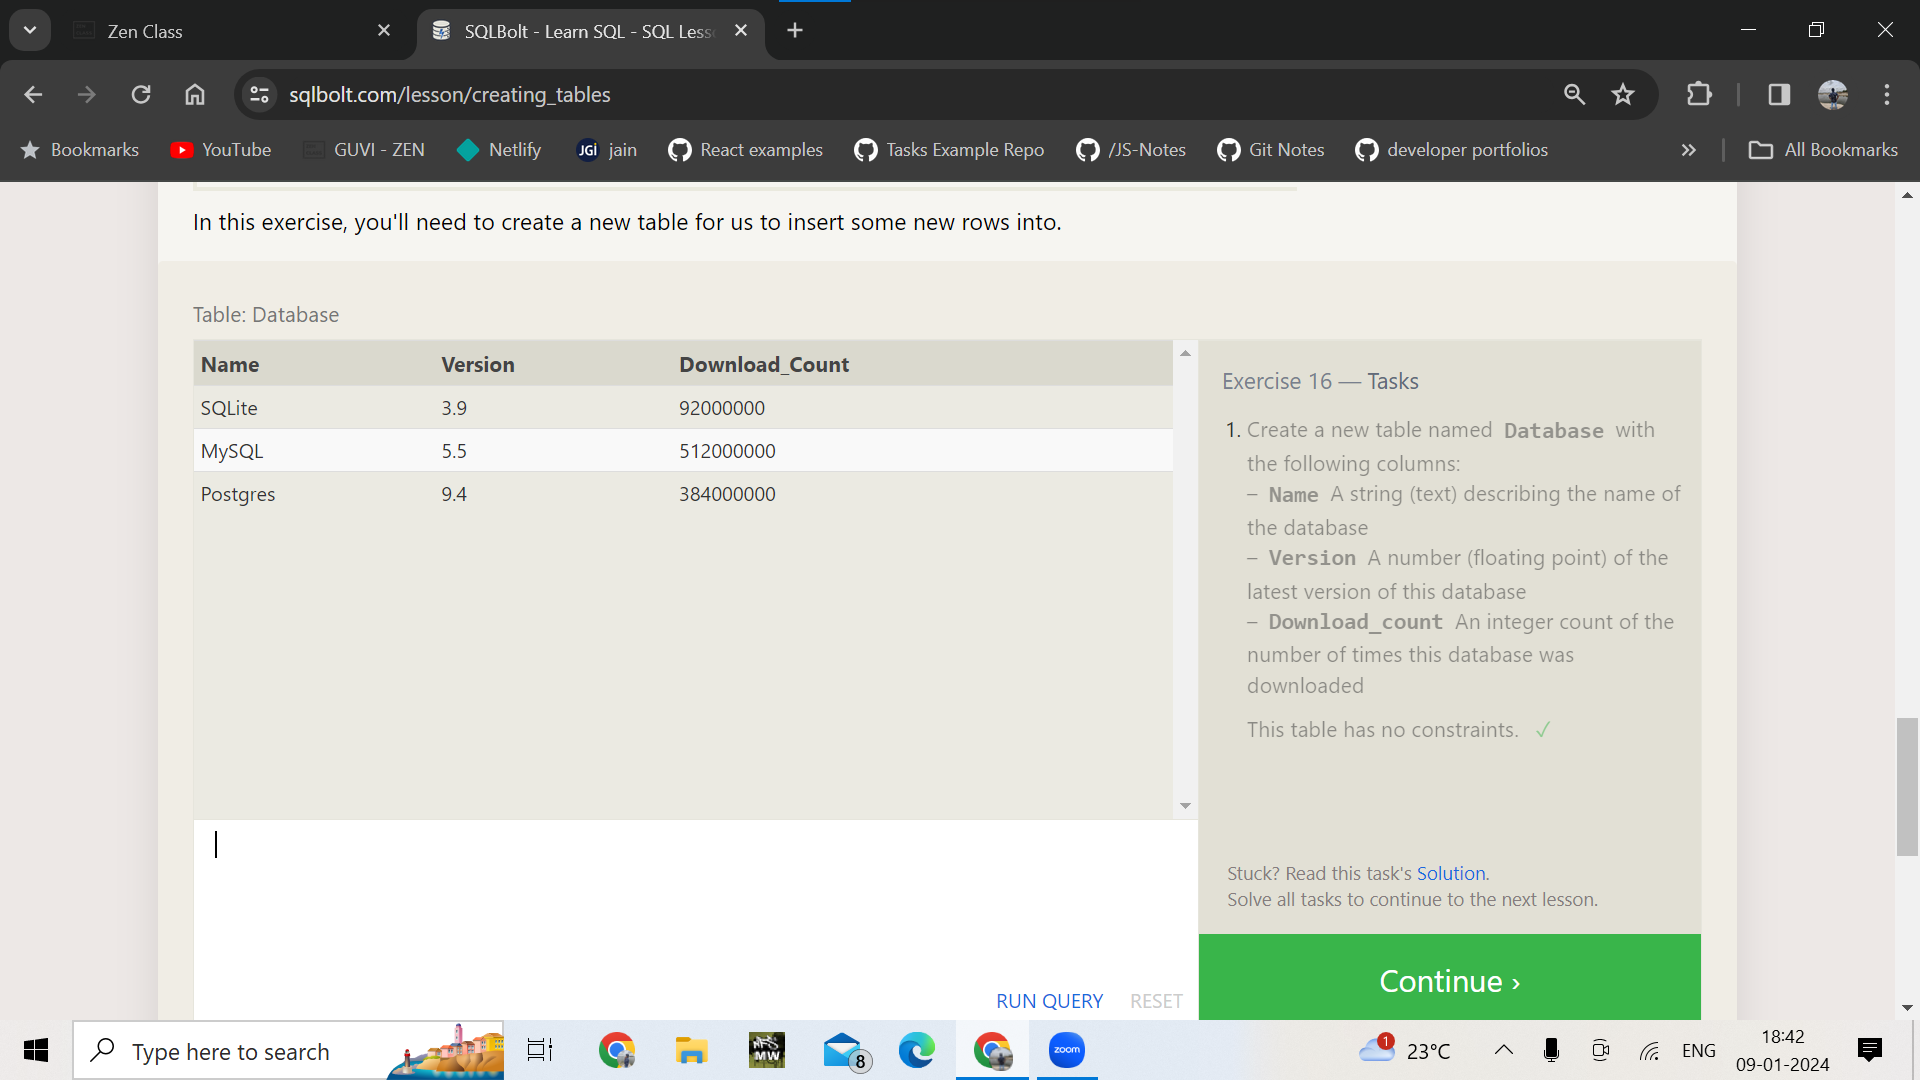 Zen Class
SQLBolt - Learn SQL - SQL Less
sqlbolt.com/lesson/creating_tables
Bookmarks YouTube GUVI - ZEN Netlify JGi jain React examples Tasks Example Repo /JS-Notes Git Notes developer portfolios » All Bookmarks
In this exercise, you'll need to create a new table for us to insert some new rows into.
Table: Database
Name Version Download_Count
SQLite 3.9 92000000
MySQL 5.5 512000000
Postgres 9.4 384000000
Exercise 16 — Tasks
1. Create a new table named Database with
the following columns:
– Name A string (text) describing the name of
the database
– Version A number (floating point) of the
latest version of this database
– Download_count An integer count of the
number of times this database was
downloaded
This table has no constraints. ✓
Stuck? Read this task's Solution.
Solve all tasks to continue to the next lesson.
RUN QUERY RESET
Continue ›
Type here to search
NFS
MW
8
zoom
1
23°C
ENG
18:42
09-01-2024